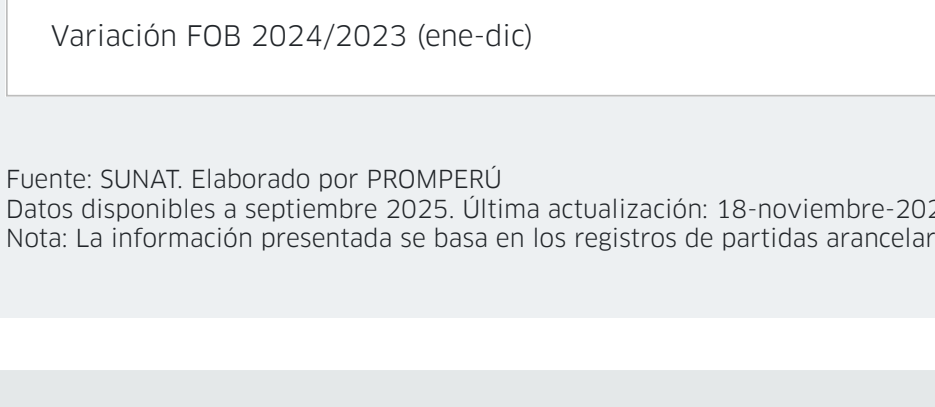 Variación FOB 2024/2023 (ene-dic)
Fuente: SUNAT. Elaborado por PROMPERÚ
Datos disponibles a septiembre 2025. Última actualización: 18-noviembre-202
Nota: La información presentada se basa en los registros de partidas arancelar